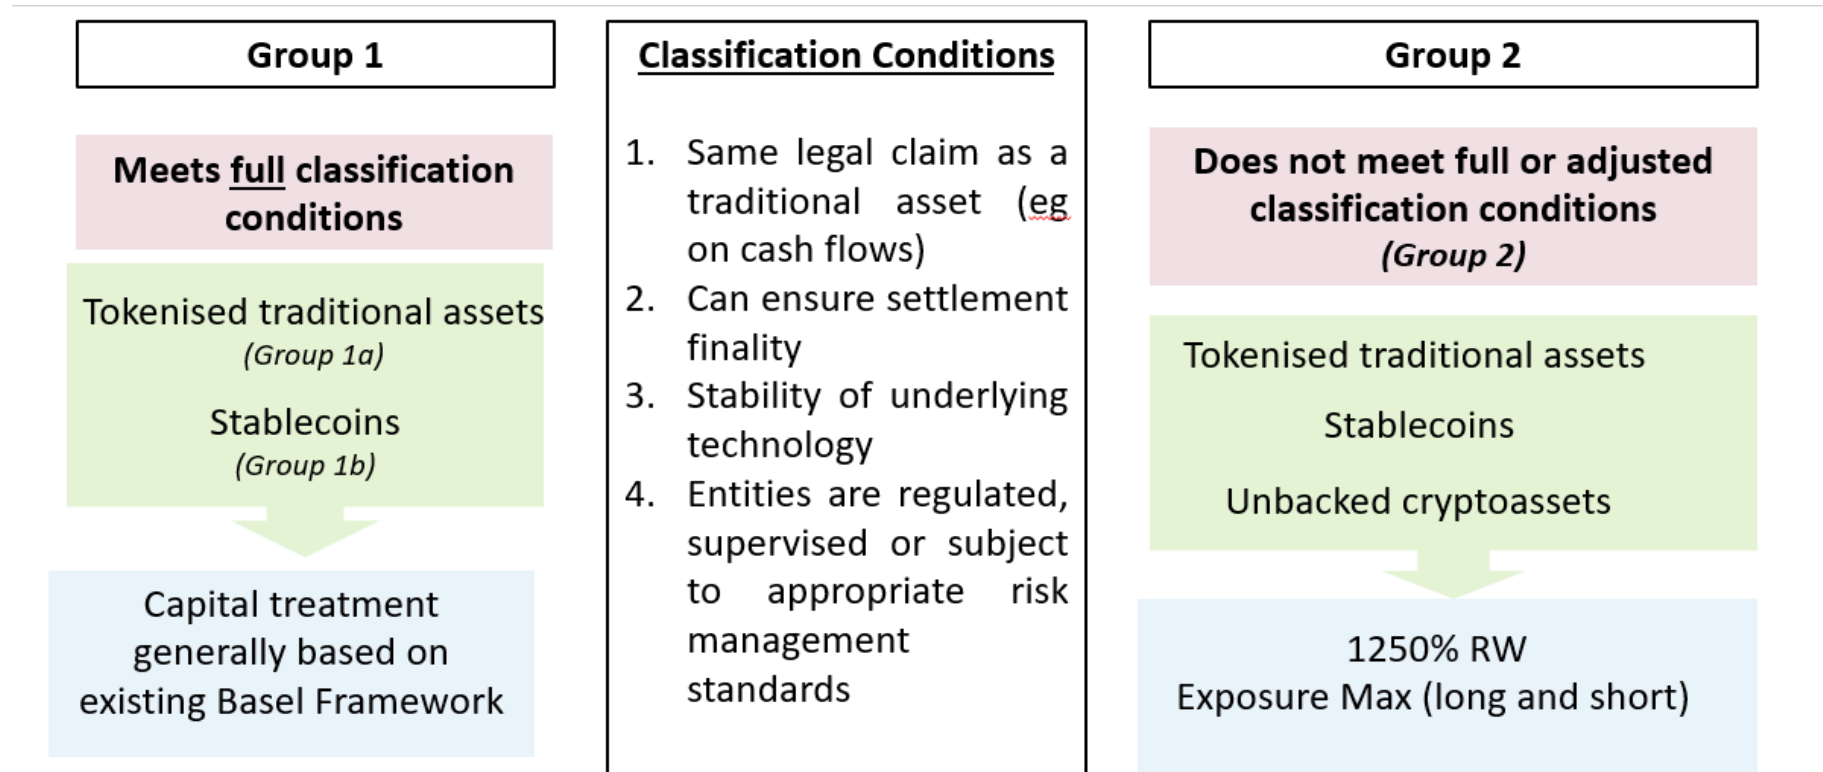 Group 1
Meets full classification
conditions
Tokenised traditional assets
(Group 1a)
Stablecoins
(Group 1b)
Capital treatment
generally based on
existing Basel Framework
Classification Conditions
1. Same legal claim as a
traditional asset (eg
on cash flows)
2. Can ensure settlement
finality
3. Stability of underlying
technology
4. Entities are regulated,
supervised or subject
to appropriate risk
management
standards
Group 2
Does not meet full or adjusted
classification conditions
(Group 2)
Tokenised traditional assets
Stablecoins
Unbacked cryptoassets
1250% RW
Exposure Max (long and short)